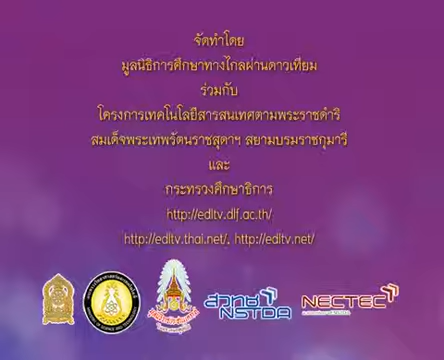 จัดทำโดย
มูลนิธิการศึกษาทางไกลผ่านดาวเทียม
ร่วมกับ
โครงการเทคโนโลยีสารสนเทศตามพระราชดำริ
สมเด็จพระเทพรัตนราชสุดาฯ สยามบรมราชกุมารี
และ
กระทรวงศึกษาธิการ
http://edltv.dlf.ac.th/
http://edltv.thai.net/, http://edltv.net/
สวทช NSTDA
NECTEC